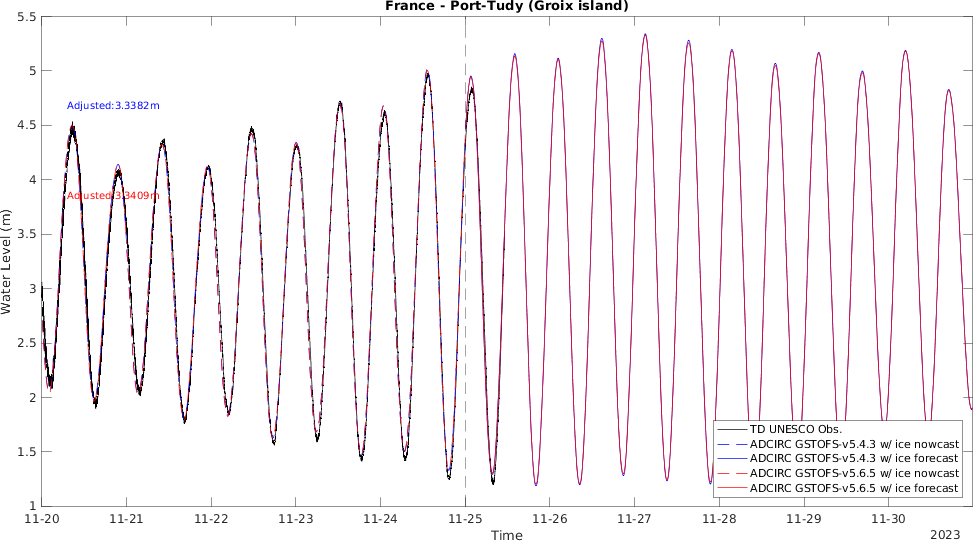 France - Port-Tudy (Groix island)
5.5
5
4.5
4
3.5
3
2.5
2
1.5
1
Water Level (m)
Adjusted:3.3382m
Adjusted:3.3409m
TD UNESCO Obs.
ADCIRC GSTOFS-v5.4.3 w/ ice nowcast
ADCIRC GSTOFS-v5.4.3 w/ ice forecast
ADCIRC GSTOFS-v5.6.5 w/ ice nowcast
ADCIRC GSTOFS-v5.6.5 w/ ice forecast
11-20 11-21 11-22 11-23 11-24 11-25 11-26 11-27 11-28 11-29 11-30
Time
2023